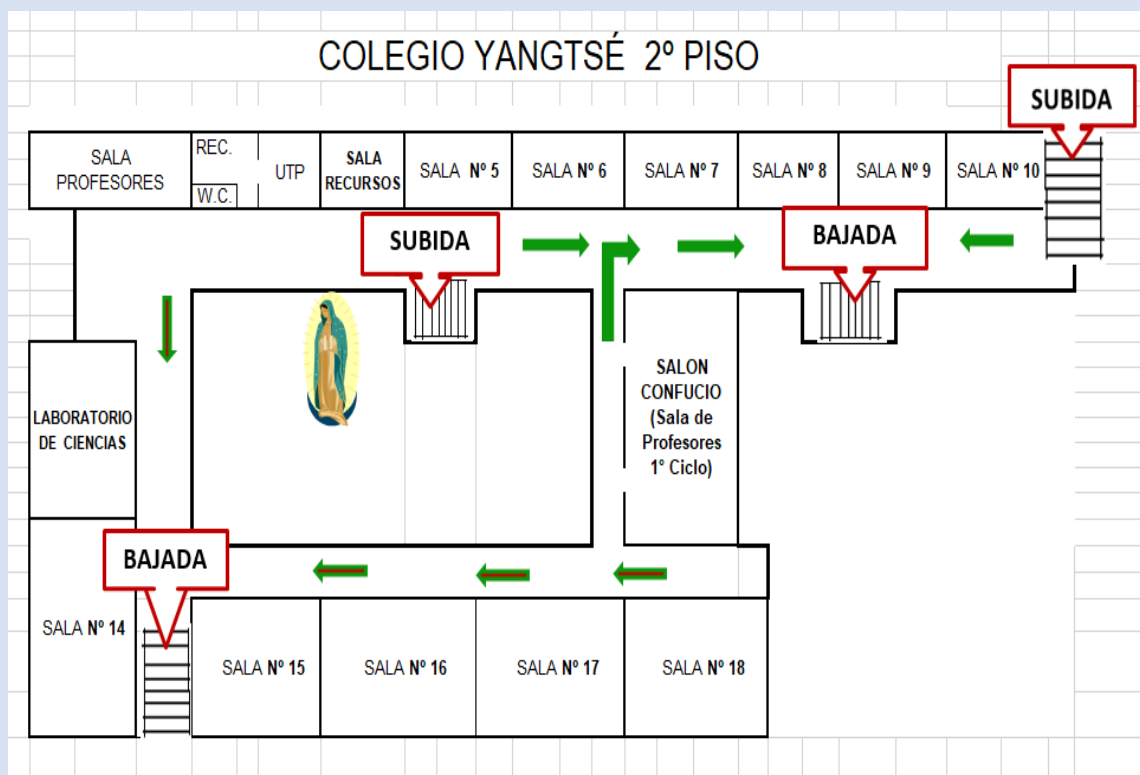 COLEGIO YANGTSÉ 2º PISO
SUBIDA
SALA
PROFESORES
REC.
W.C.
UTP
SALA
RECURSOS
SALA Nº 5
SALA Nº 6
SALA Nº 7
SALA Nº 8
SALA Nº 9
SALA Nº 10
SUBIDA
BAJADA
LABORATORIO
DE CIENCIAS
SALON
CONFUCIO
(Sala de
Profesores
1° Ciclo)
BAJADA
SALA Nº 14
SALA Nº 15
SALA Nº 16
SALA Nº 17
SALA Nº 18